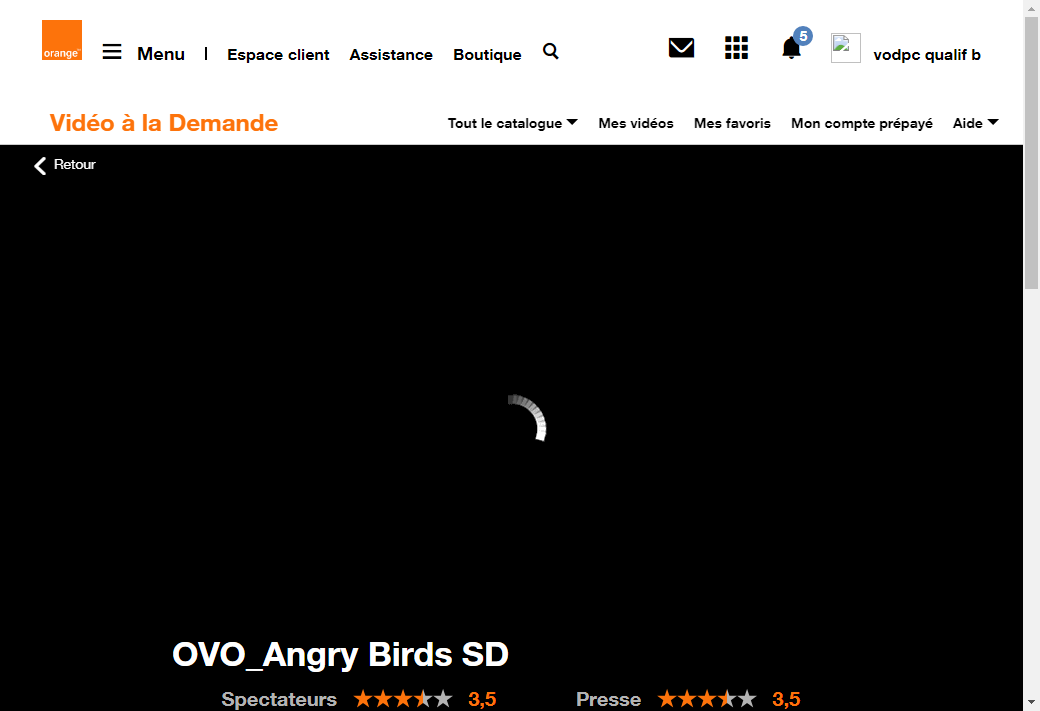 orange™
Menu | Espace client Assistance Boutique 5 vodpc qualif b
Vidéo à la Demande Tout le catalogue Mes vidéos Mes favoris Mon compte prépayé Aide
Retour
OVO_Angry Birds SD
Spectateurs 3,5 Presse 3,5